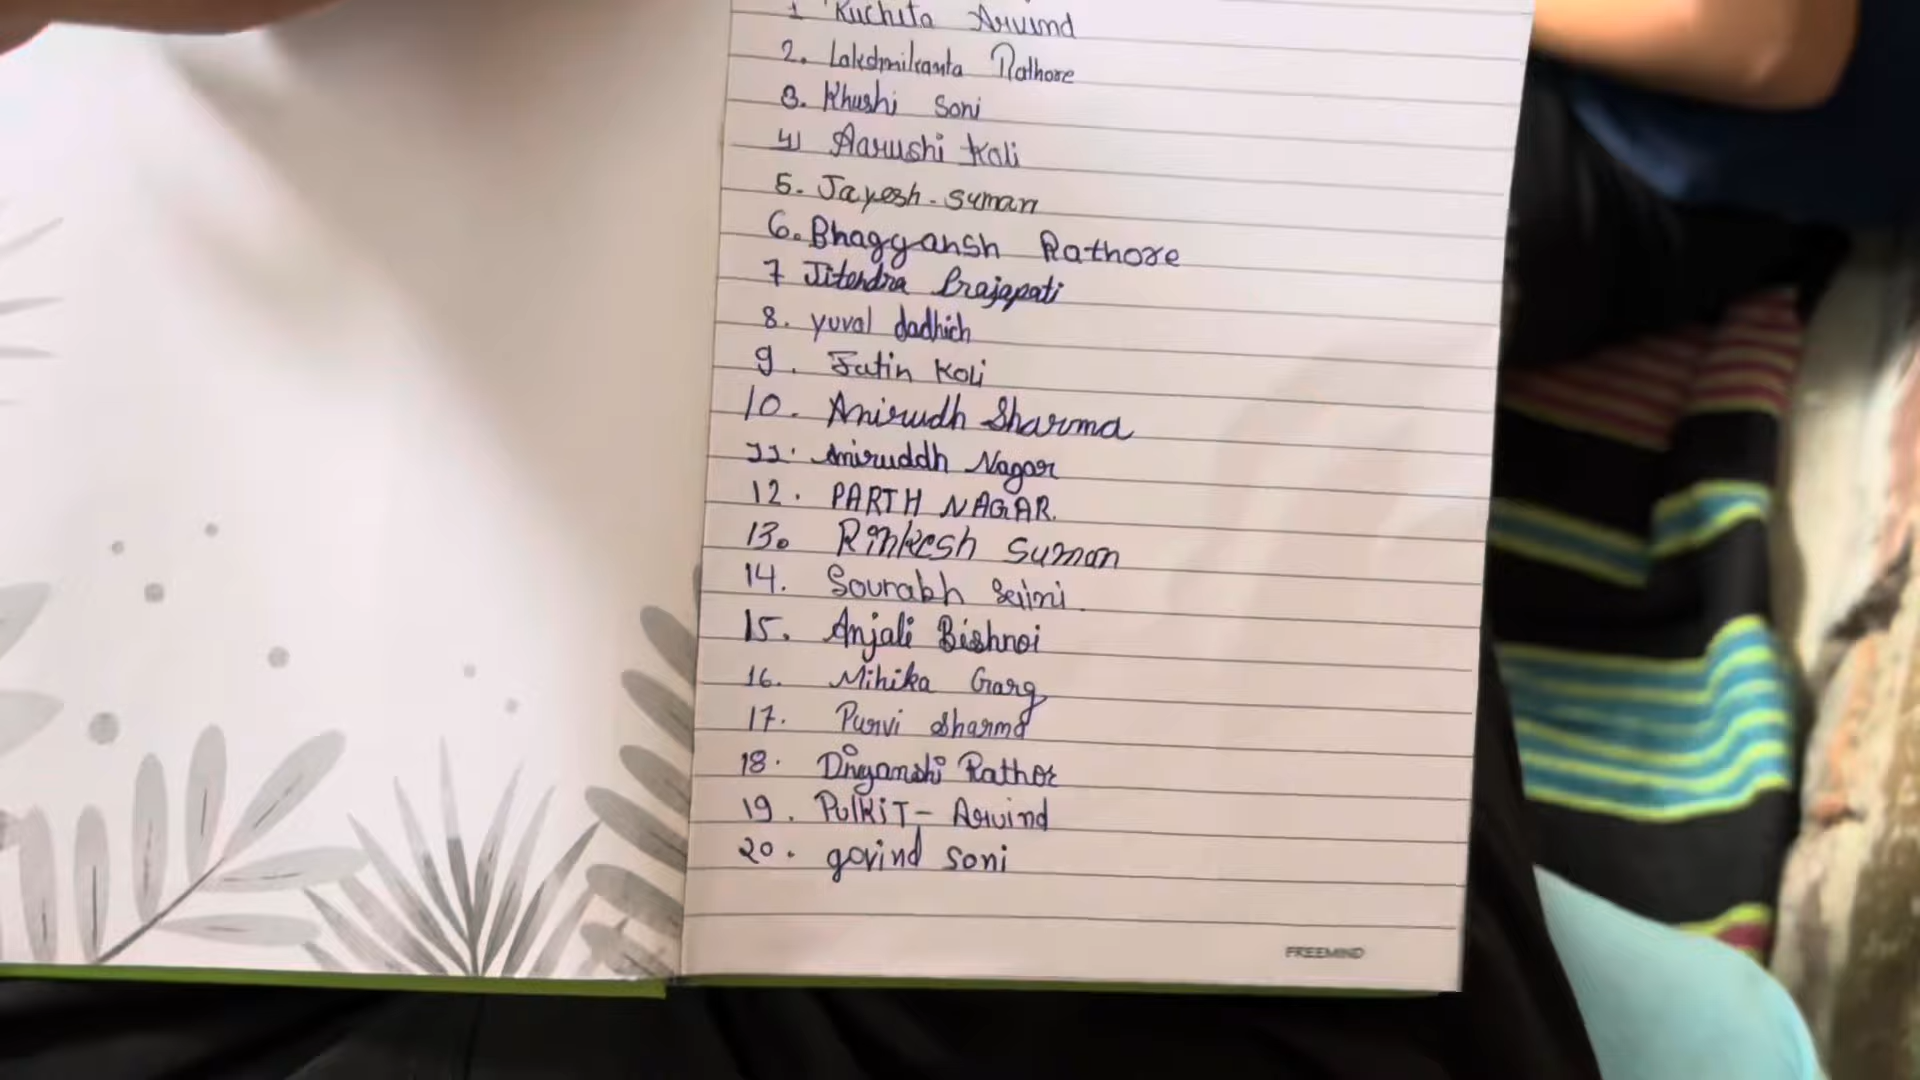 1 Ruchita Arvind
2. Lakshmikanta Rathore
3. Khushi Soni
4) Aarushi Koli
5. Jayesh - Suman
6. Bhaggyansh Rathore
7 Jitendra Prajapati
8. yuval dadhich
9. Jatin Koli
10. Anirudh Sharma
11. Aniruddh Nagar
12. PARTH NAGAR.
13. Rinkesh Suman
14. Sourabh Saini.
15. Anjali Bishnoi
16. Mihika Garg
17. Purvi Sharma
18. Divyanshi Rathor
19. PulKiT - Arvind
20. govind soni
FREEMIND